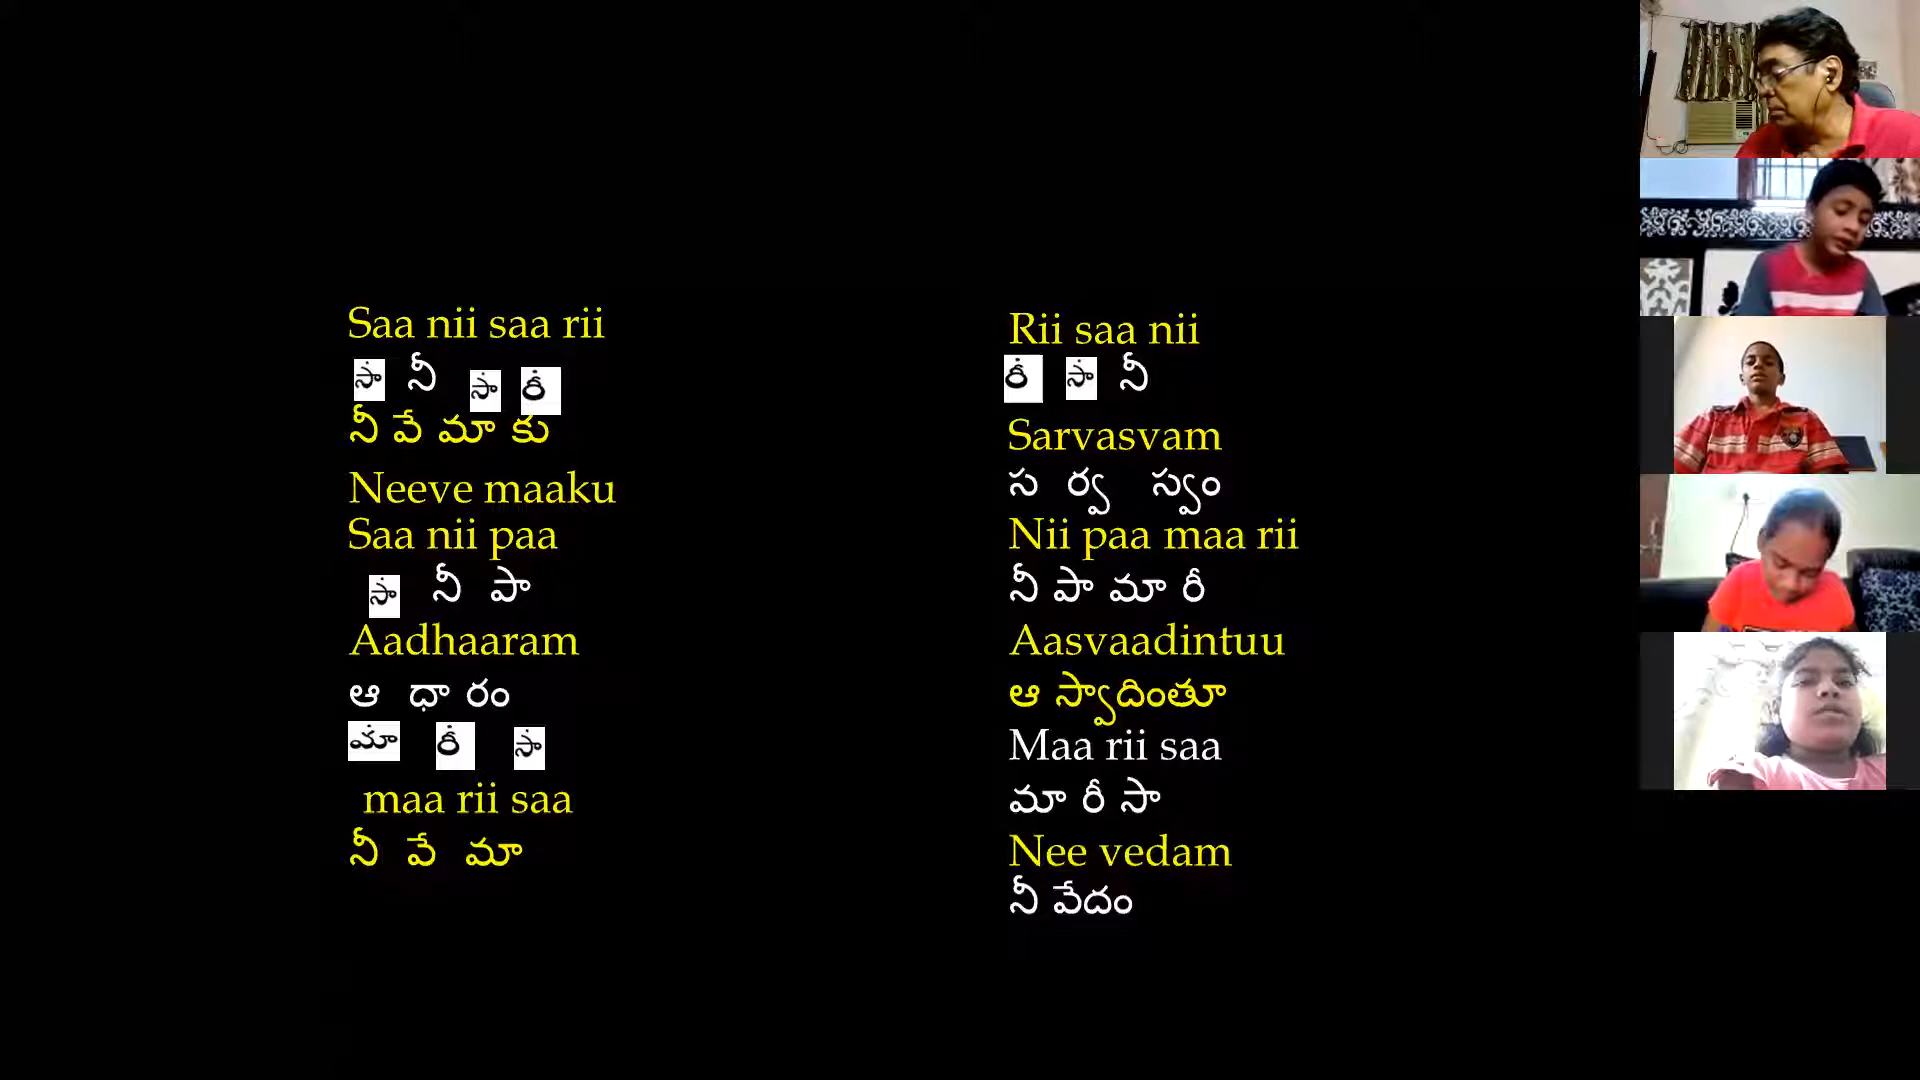 Saa nii saa rii
సా నీ సా రీ
నీ వే మా కు
Neeve maaku
Saa nii paa
సా నీ పా
Aadhaaram
ఆ ధా రం
మా రీ సా
maa rii saa
నీ వే మా
Rii saa nii
రీ సా నీ
Sarvasvam
స ర్వ స్వం
Nii paa maa rii
నీ పా మా రీ
Aasvaadintuu
ఆ స్వాదింతూ
Maa rii saa
మా రీ సా
Nee vedam
నీ వేదం